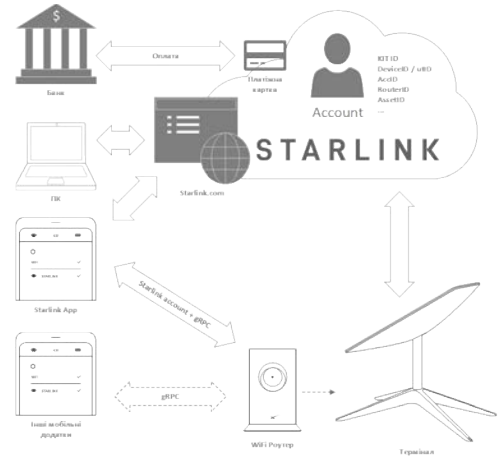 $
Оплата
Банк
Платіжна
картка
Account
KIT ID
DeviceID / utID
AccID
RouterID
AssetID
...
STARLINK
ПК
Starlink.com
Starlink App
Starlink account + gRPC
gRPC
Інші мобільні
додатки
WiFi Роутер
Термінал